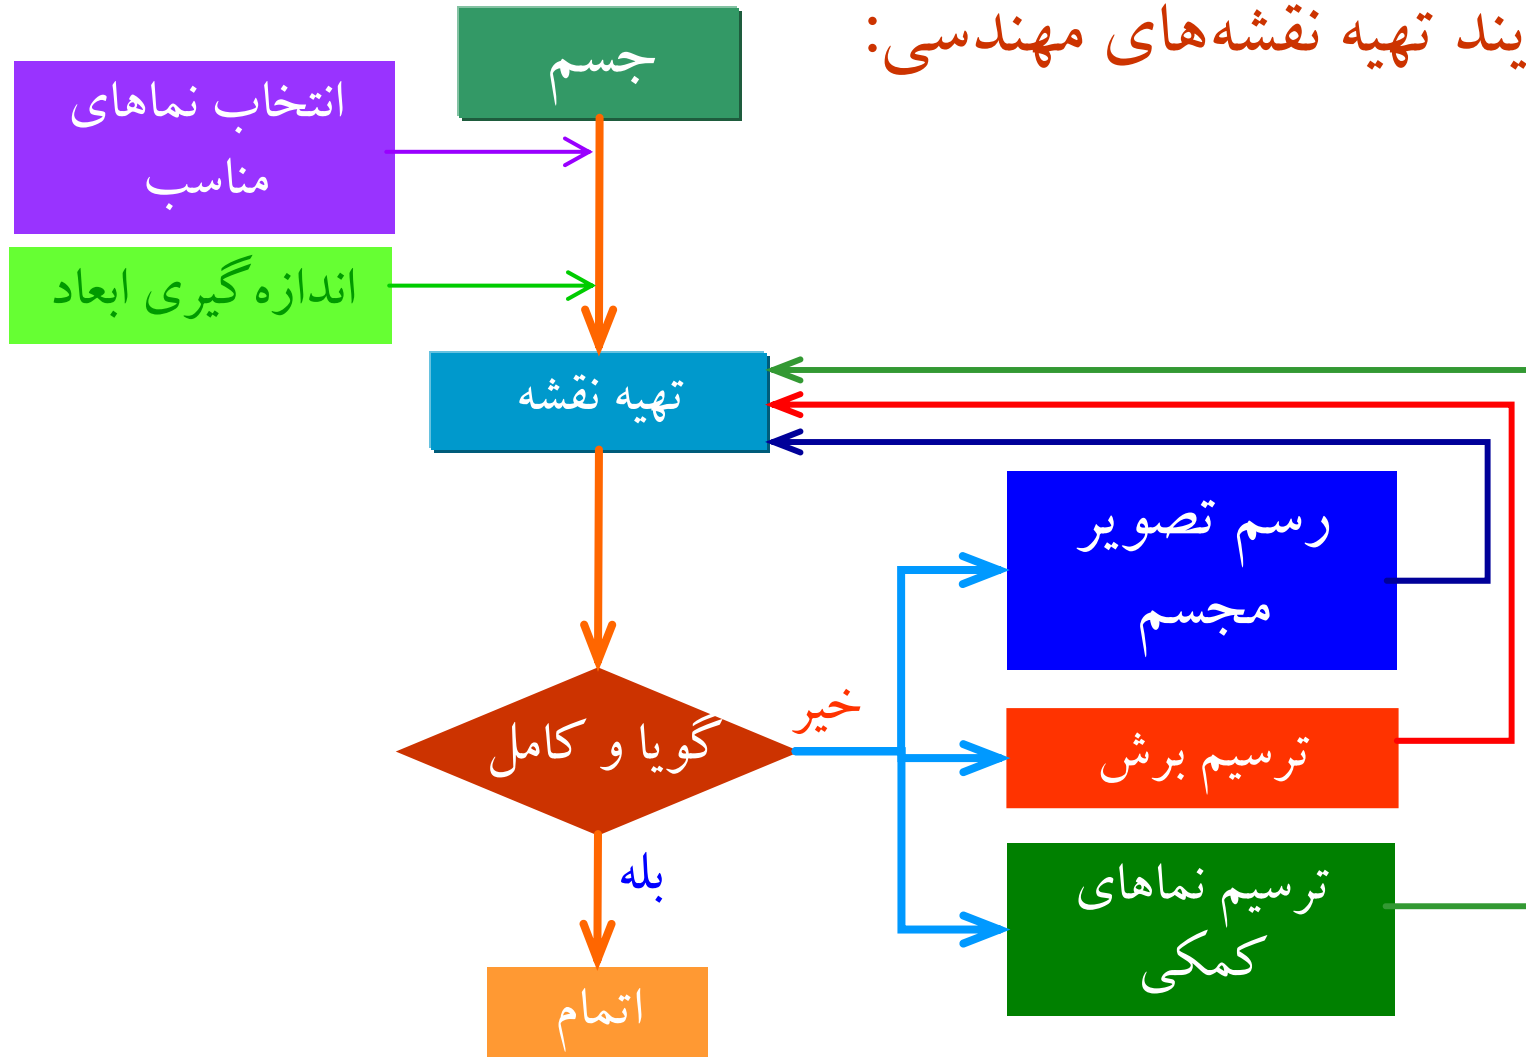 یند تهیه نقشه‌های مهندسی:
جسم
انتخاب نماهای
مناسب
اندازه‌گیری ابعاد
تهیه نقشه
رسم تصویر
مجسم
خیر
گویا و کامل
ترسیم برش
بله
ترسیم نماهای
کمکی
اتمام